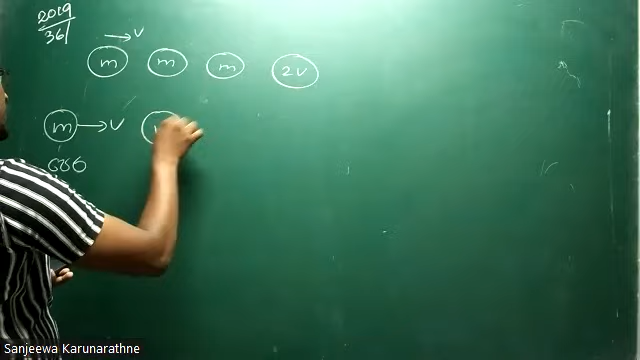 2019
36
→ V
m m m 2V
m → V
Sanjeewa Karunarathne